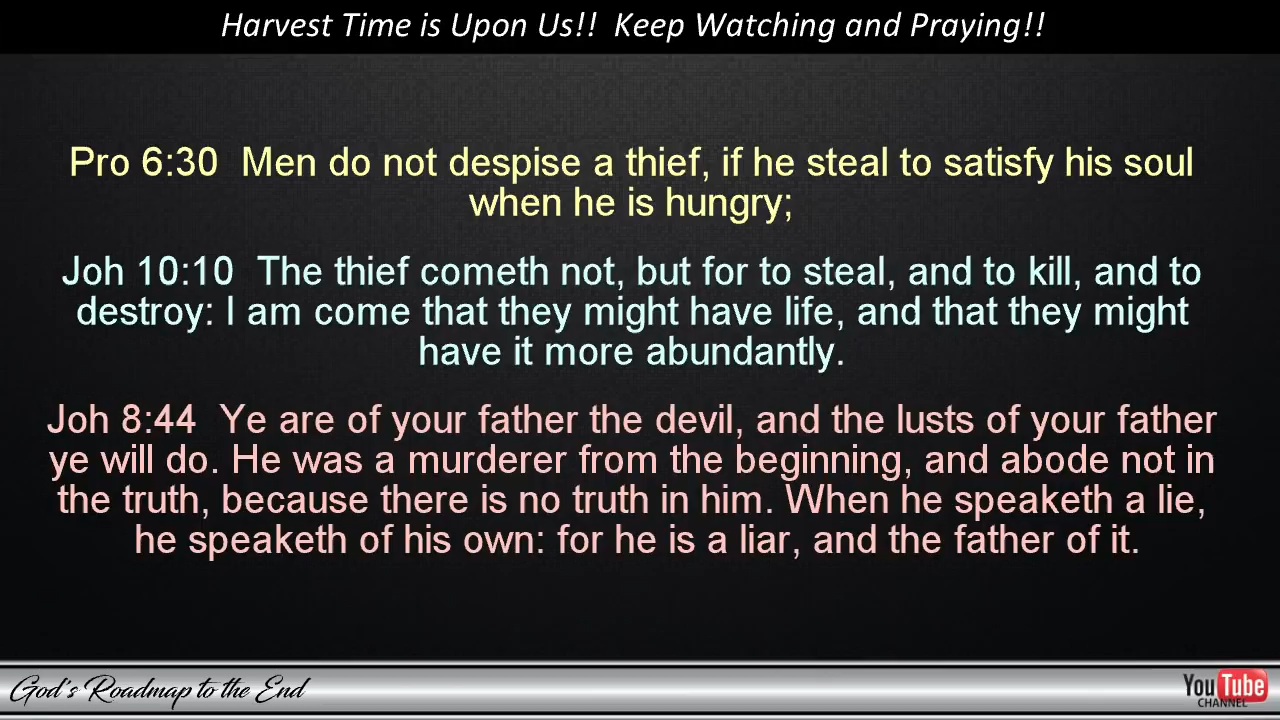 Harvest Time is Upon Us!!  Keep Watching and Praying!!
Pro 6:30  Men do not despise a thief, if he steal to satisfy his soul
when he is hungry;
Joh 10:10  The thief cometh not, but for to steal, and to kill, and to
destroy: I am come that they might have life, and that they might
have it more abundantly.
Joh 8:44  Ye are of your father the devil, and the lusts of your father
ye will do. He was a murderer from the beginning, and abode not in
the truth, because there is no truth in him. When he speaketh a lie,
he speaketh of his own: for he is a liar, and the father of it.
God's Roadmap to the End
YouTube
CHANNEL